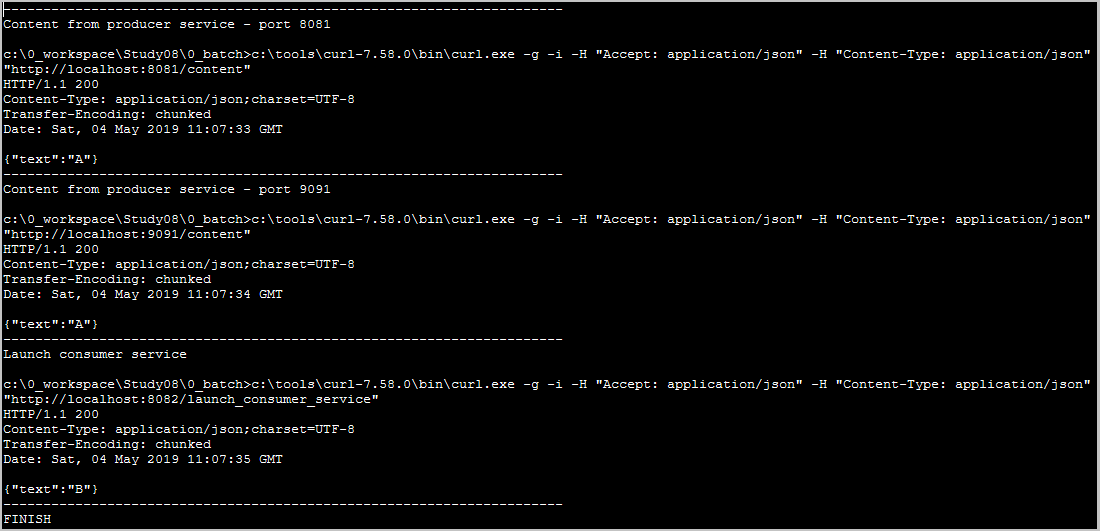 ----------------------------------------------------------------------
Content from producer service - port 8081
c:\0_workspace\Study08\0_batch>c:\tools\curl-7.58.0\bin\curl.exe -g -i -H "Accept: application/json" -H "Content-Type: application/json"
"http://localhost:8081/content"
HTTP/1.1 200
Content-Type: application/json;charset=UTF-8
Transfer-Encoding: chunked
Date: Sat, 04 May 2019 11:07:33 GMT
{"text":"A"}
----------------------------------------------------------------------
Content from producer service - port 9091
c:\0_workspace\Study08\0_batch>c:\tools\curl-7.58.0\bin\curl.exe -g -i -H "Accept: application/json" -H "Content-Type: application/json"
"http://localhost:9091/content"
HTTP/1.1 200
Content-Type: application/json;charset=UTF-8
Transfer-Encoding: chunked
Date: Sat, 04 May 2019 11:07:34 GMT
{"text":"A"}
----------------------------------------------------------------------
Launch consumer service
c:\0_workspace\Study08\0_batch>c:\tools\curl-7.58.0\bin\curl.exe -g -i -H "Accept: application/json" -H "Content-Type: application/json"
"http://localhost:8082/launch_consumer_service"
HTTP/1.1 200
Content-Type: application/json;charset=UTF-8
Transfer-Encoding: chunked
Date: Sat, 04 May 2019 11:07:35 GMT
{"text":"B"}
----------------------------------------------------------------------
FINISH